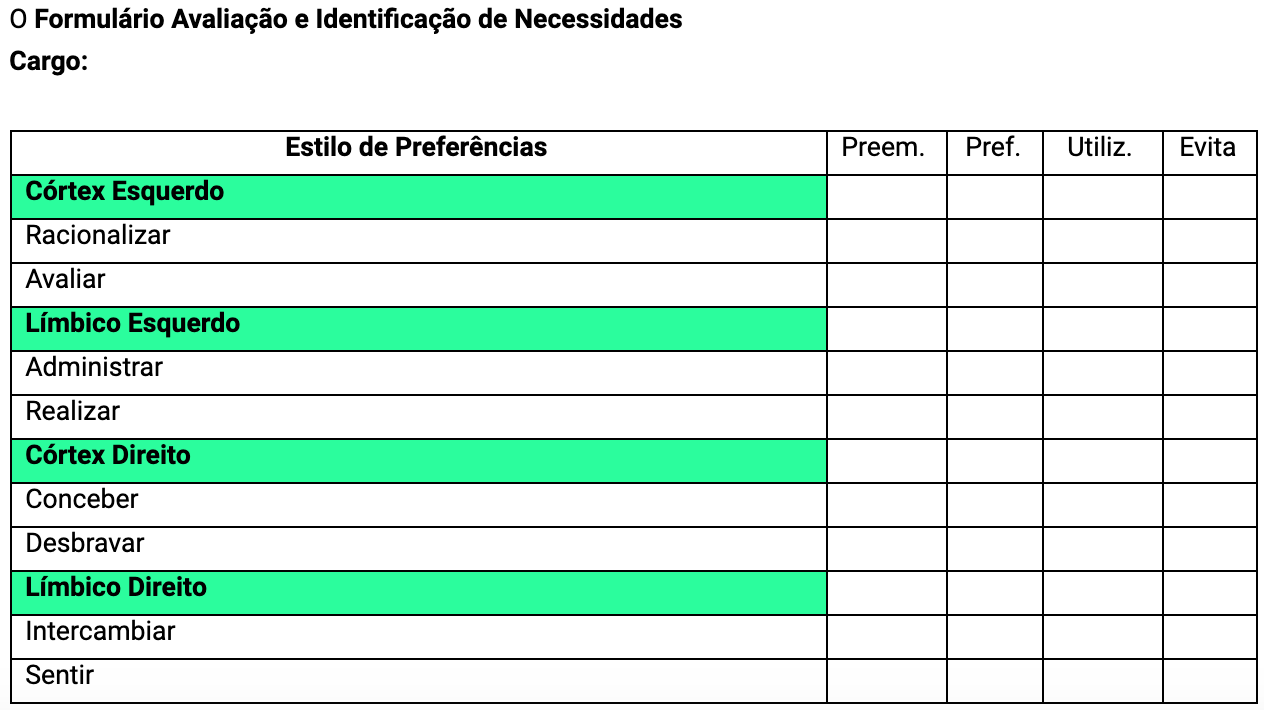 O Formulário Avaliação e Identificação de Necessidades
Cargo:
Estilo de Preferências Preem. Pref. Utiliz. Evita
Córtex Esquerdo
Racionalizar
Avaliar
Límbico Esquerdo
Administrar
Realizar
Córtex Direito
Conceber
Desbravar
Límbico Direito
Intercambiar
Sentir